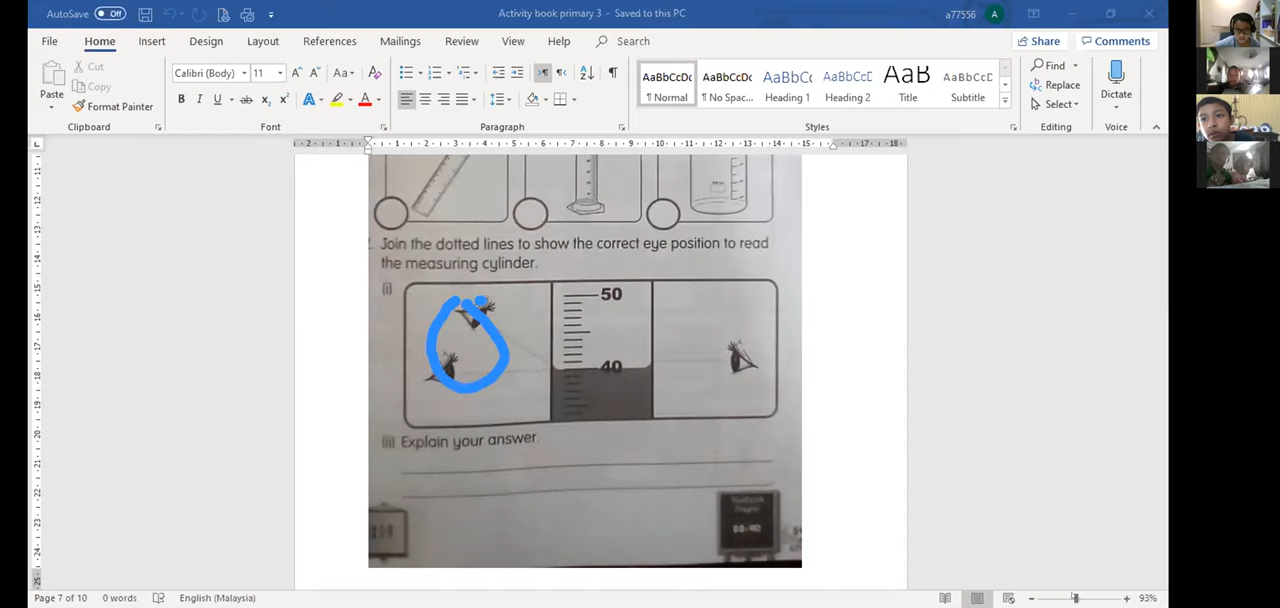 AutoSave Off
Activity book primary 3 - Saved to this PC
a77556
A
File Home Insert Design Layout References Mailings Review View Help Search
Share Comments
Paste
Cut
Copy
Format Painter
Calibri (Body) 11
AaBbCcDc AaBbCcDc AaBbCc AaBbCcD AaB AaBbCcD
¶ Normal ¶ No Spac... Heading 1 Heading 2 Title Subtitle
Find
Replace
Select
Dictate
Clipboard Font Paragraph Styles Editing Voice
Join the dotted lines to show the correct eye position to read
the measuring cylinder.
(i)
50
40
(ii) Explain your answer.
Textbook
Page 7 of 10 0 words English (Malaysia) 93%